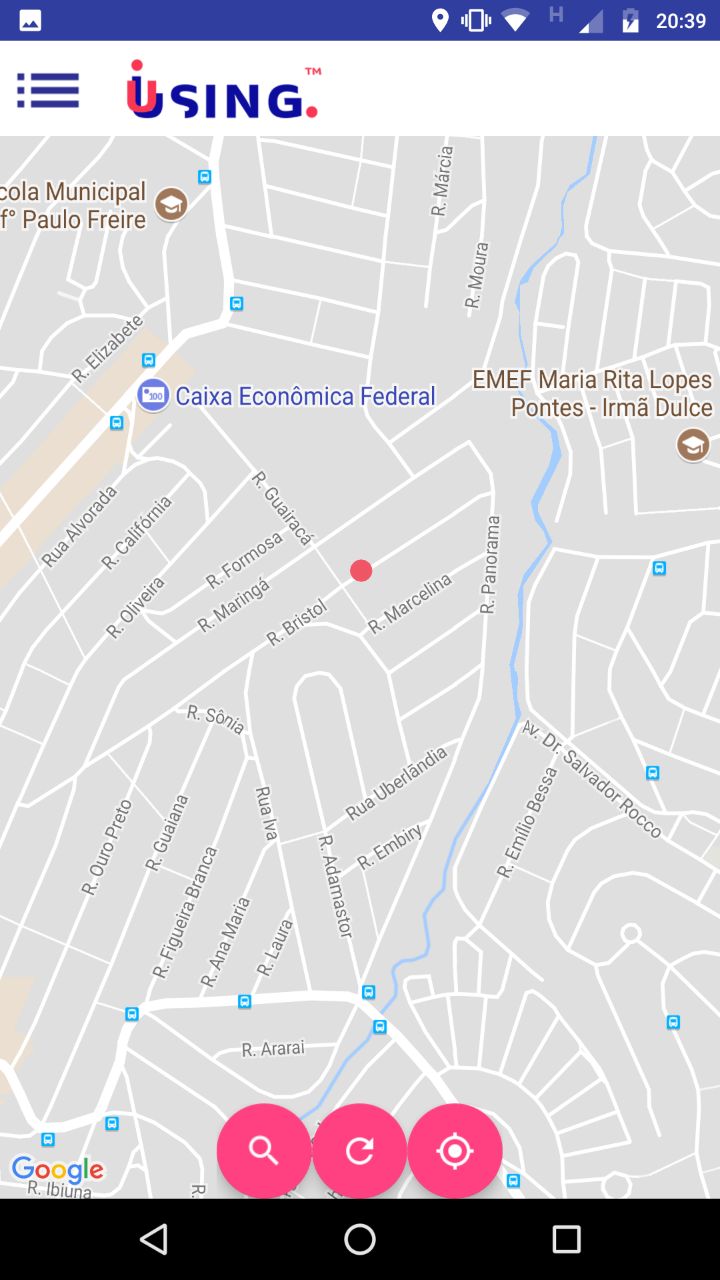 H
20:39
USING.™
cola Municipal
f° Paulo Freire
R. Márcia
R. Moura
R. Elizabete
100
Caixa Econômica Federal
EMEF Maria Rita Lopes
Pontes - Irmã Dulce
Rua Alvorada
R. Califórnia
R. Guairacá
R. Formosa
R. Maringá
R. Oliveira
R. Bristol
R. Marcelina
R. Panorama
R. Sônia
Av. Dr. Salvador Rocco
R. Ouro Preto
R. Guaiana
Rua Iva
Rua Uberlândia
R. Embiry
R. Emílio Bessa
R. Figueira Branca
R. Ana Maria
R. Laura
R. Adamastor
R. Ararai
Google
R. Ibiuna
R.